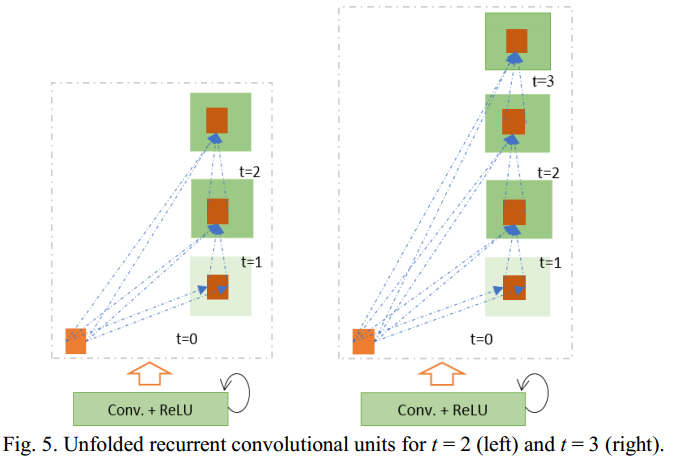 t=3
t=2
t=2
t=1
t=1
t=0
t=0
Conv. + ReLU
Conv. + ReLU
Fig. 5. Unfolded recurrent convolutional units for t = 2 (left) and t = 3 (right).